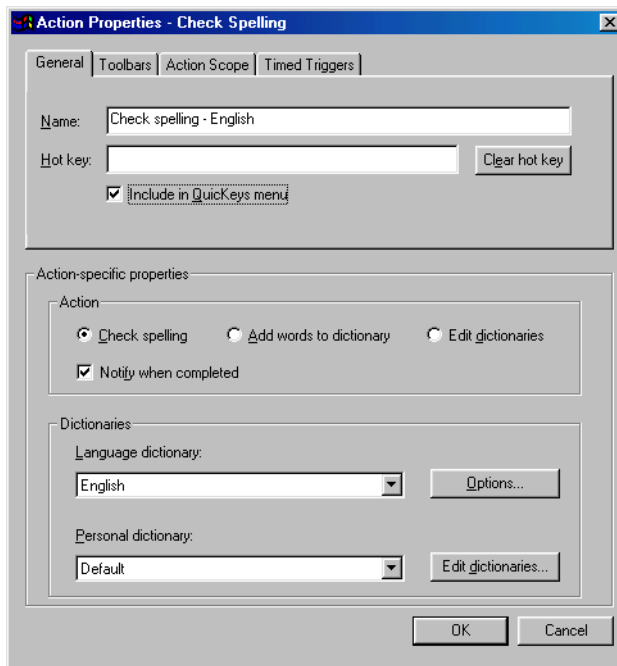 Action Properties - Check Spelling
General Toolbars Action Scope Timed Triggers
Name: Check spelling - English
Hot key: Clear hot key
Include in QuicKeys menu
Action-specific properties
Action
Check spelling Add words to dictionary Edit dictionaries
Notify when completed
Dictionaries
Language dictionary:
English Options...
Personal dictionary:
Default Edit dictionaries...
OK Cancel